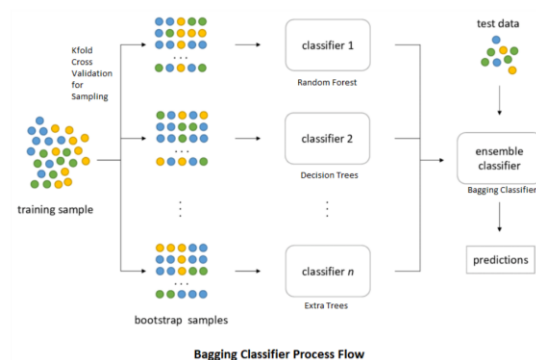 Kfold
Cross
Validation
for
Sampling
training sample
...
...
...
bootstrap samples
classifier 1
Random Forest
classifier 2
Decision Trees
classifier n
Extra Trees
test data
ensemble
classifier
Bagging Classifier
predictions
Bagging Classifier Process Flow